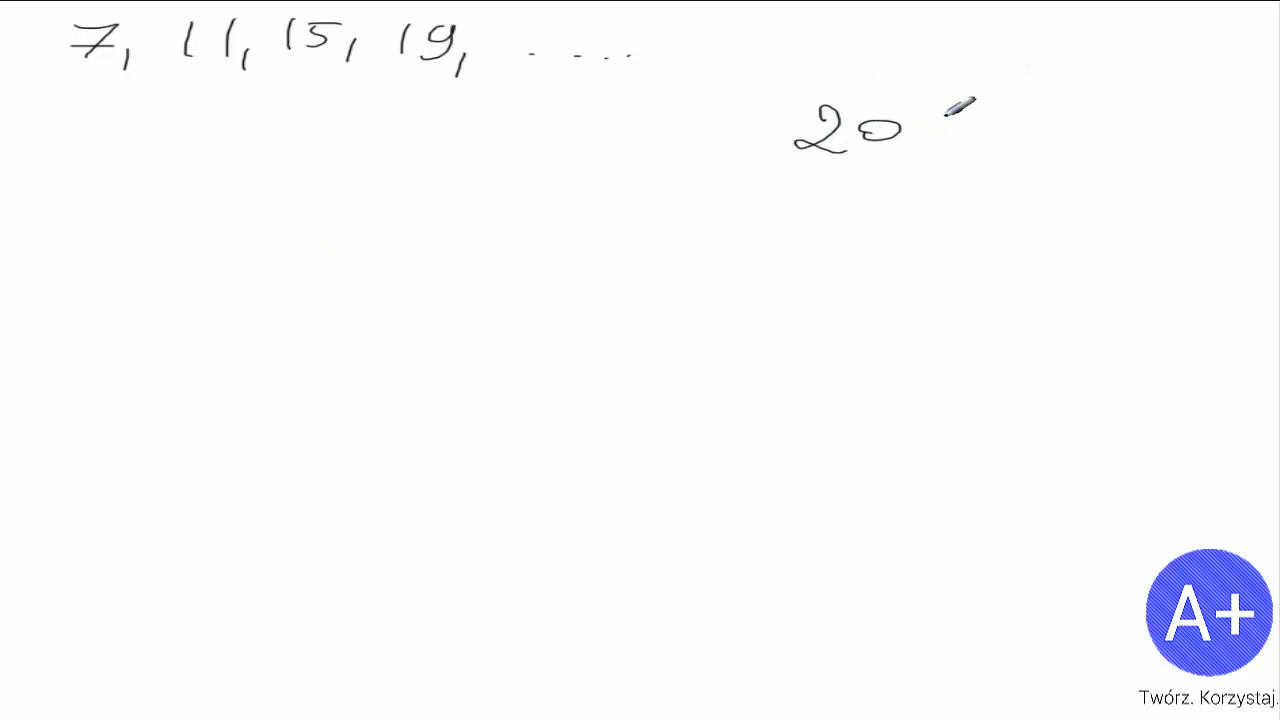 7, 11, 15, 19, .....
20
A+
Twórz. Korzystaj.